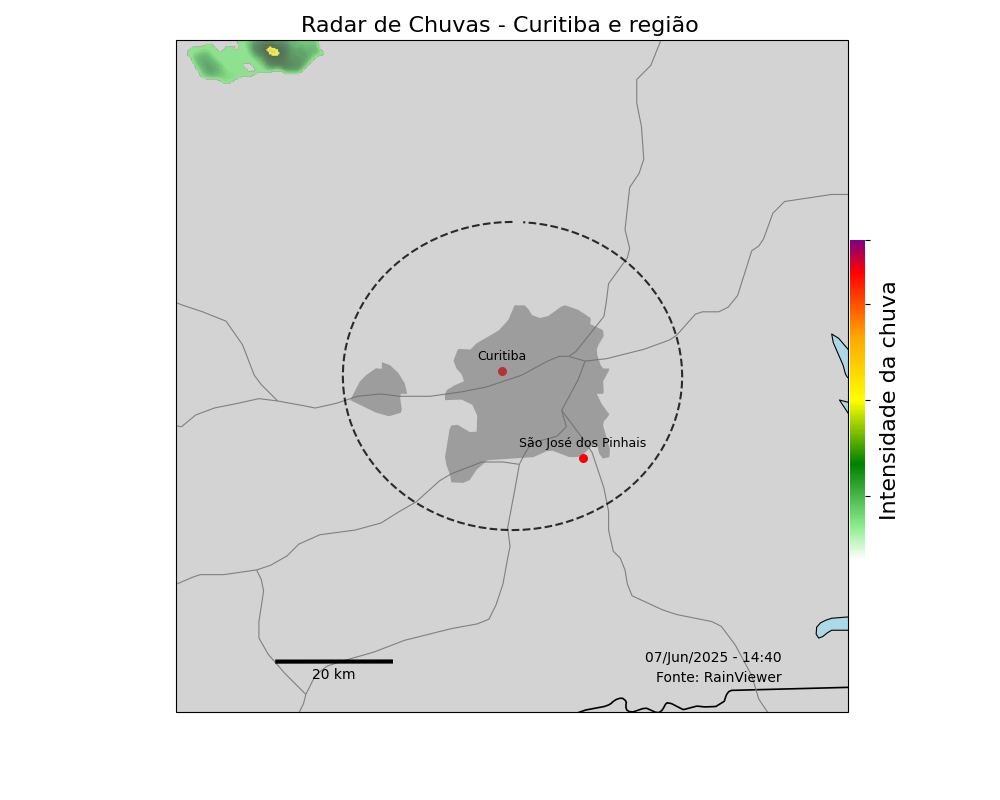 Radar de Chuvas - Curitiba e região
Curitiba
São José dos Pinhais
Intensidade da chuva
07/Jun/2025 - 14:40
Fonte: RainViewer
20 km